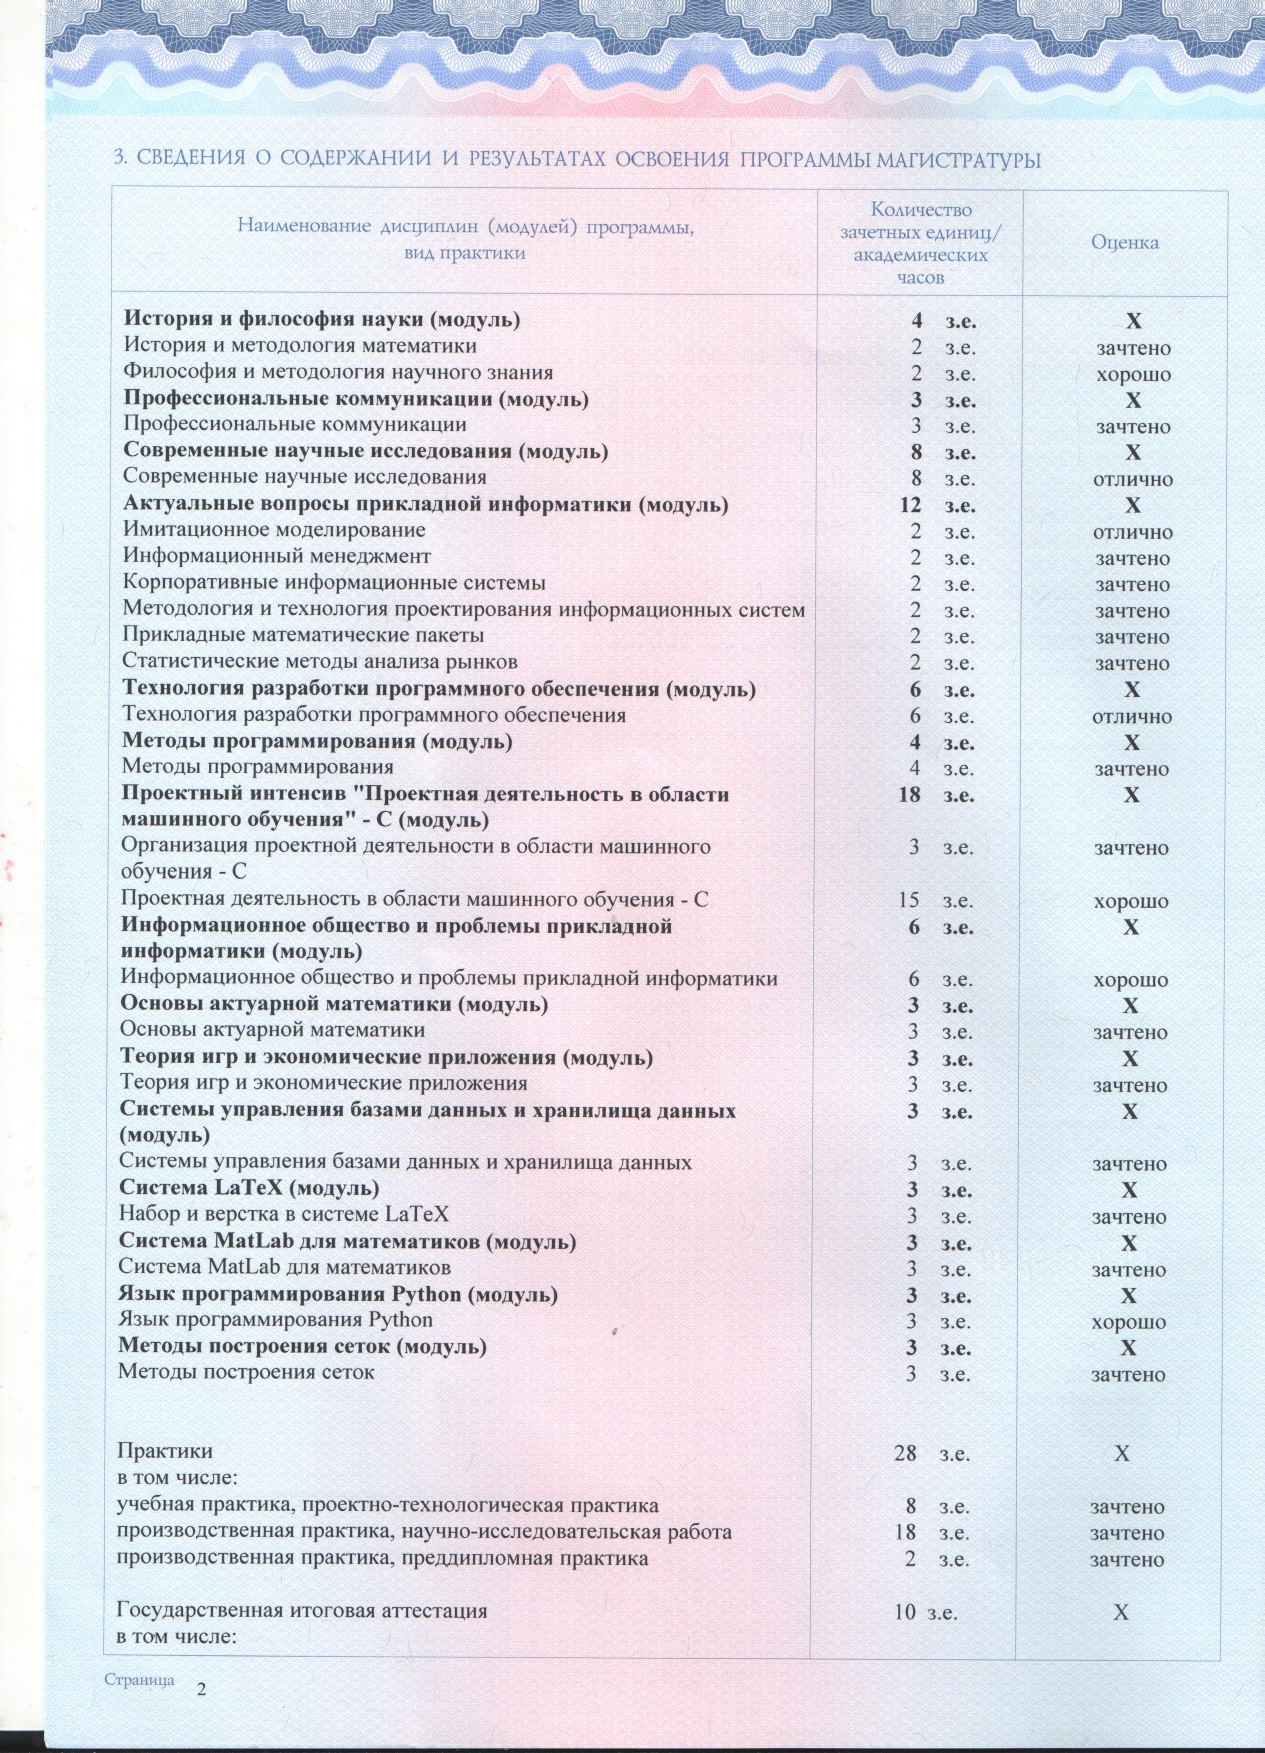 3. СВЕДЕНИЯ О СОДЕРЖАНИИ И РЕЗУЛЬТАТАХ ОСВОЕНИЯ ПРОГРАММЫ МАГИСТРАТУРЫ
Наименование дисциплин (модулей) программы,
вид практики
Количество
зачетных единиц/
академических
часов
Оценка
История и философия науки (модуль) 4 з.е. X
История и методология математики 2 з.е. зачтено
Философия и методология научного знания 2 з.е. хорошо
Профессиональные коммуникации (модуль) 3 з.е. X
Профессиональные коммуникации 3 з.е. зачтено
Современные научные исследования (модуль) 8 з.е. X
Современные научные исследования 8 з.е. отлично
Актуальные вопросы прикладной информатики (модуль) 12 з.е. X
Имитационное моделирование 2 з.е. отлично
Информационный менеджмент 2 з.е. зачтено
Корпоративные информационные системы 2 з.е. зачтено
Методология и технология проектирования информационных систем 2 з.е. зачтено
Прикладные математические пакеты 2 з.е. зачтено
Статистические методы анализа рынков 2 з.е. зачтено
Технология разработки программного обеспечения (модуль) 6 з.е. X
Технология разработки программного обеспечения 6 з.е. отлично
Методы программирования (модуль) 4 з.е. X
Методы программирования 4 з.е. зачтено
Проектный интенсив "Проектная деятельность в области 18 з.е. X
машинного обучения" - С (модуль)
Организация проектной деятельности в области машинного 3 з.е. зачтено
обучения - С
Проектная деятельность в области машинного обучения - С 15 з.е. хорошо
Информационное общество и проблемы прикладной 6 з.е. X
информатики (модуль)
Информационное общество и проблемы прикладной информатики 6 з.е. хорошо
Основы актуарной математики (модуль) 3 з.е. X
Основы актуарной математики 3 з.е. зачтено
Теория игр и экономические приложения (модуль) 3 з.е. X
Теория игр и экономические приложения 3 з.е. зачтено
Системы управления базами данных и хранилища данных 3 з.е. X
(модуль)
Системы управления базами данных и хранилища данных 3 з.е. зачтено
Система LaTeX (модуль) 3 з.е. X
Набор и верстка в системе LaTeX 3 з.е. зачтено
Система MatLab для математиков (модуль) 3 з.е. X
Система MatLab для математиков 3 з.е. зачтено
Язык программирования Python (модуль) 3 з.е. X
Язык программирования Python 3 з.е. хорошо
Методы построения сеток (модуль) 3 з.е. X
Методы построения сеток 3 з.е. зачтено
Практики 28 з.е. X
в том числе:
учебная практика, проектно-технологическая практика 8 з.е. зачтено
производственная практика, научно-исследовательская работа 18 з.е. зачтено
производственная практика, преддипломная практика 2 з.е. зачтено
Государственная итоговая аттестация 10 з.е. X
в том числе:
Страница 2